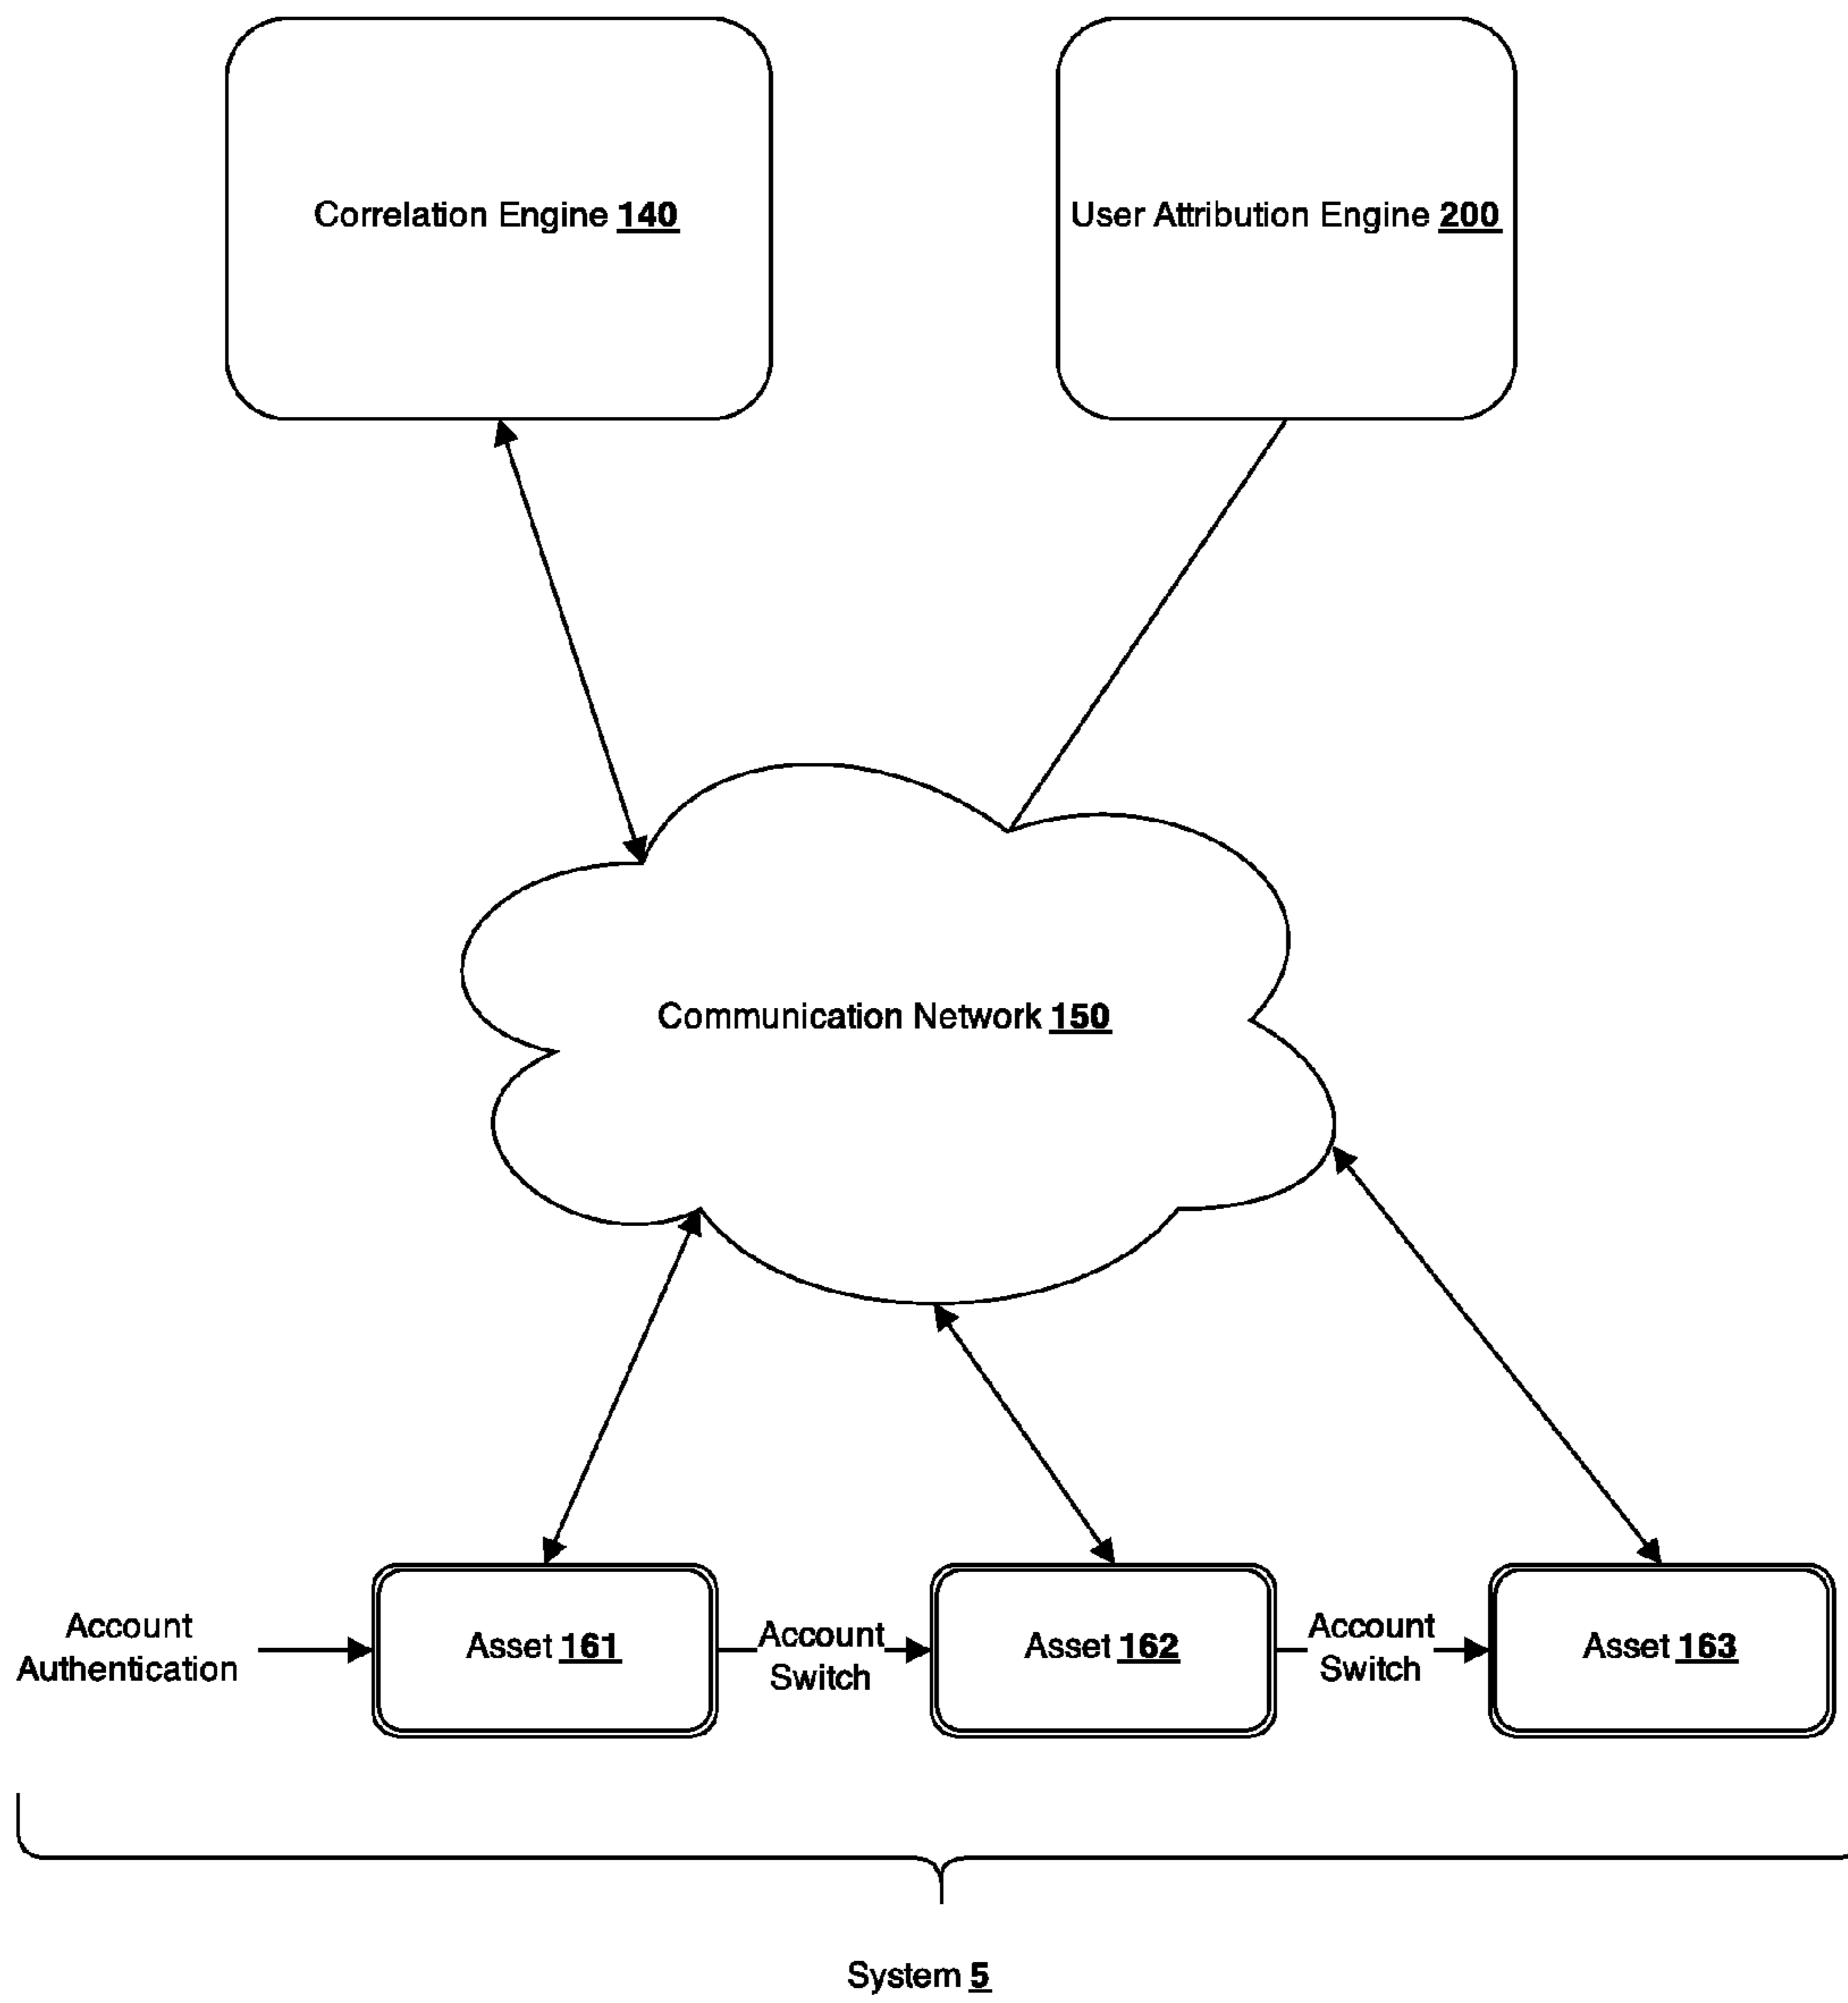 Correlation Engine 140
User Attribution Engine 200
Communication Network 150
Account
Authentication
Asset 161
Account
Switch
Asset 162
Account
Switch
Asset 163
System 5